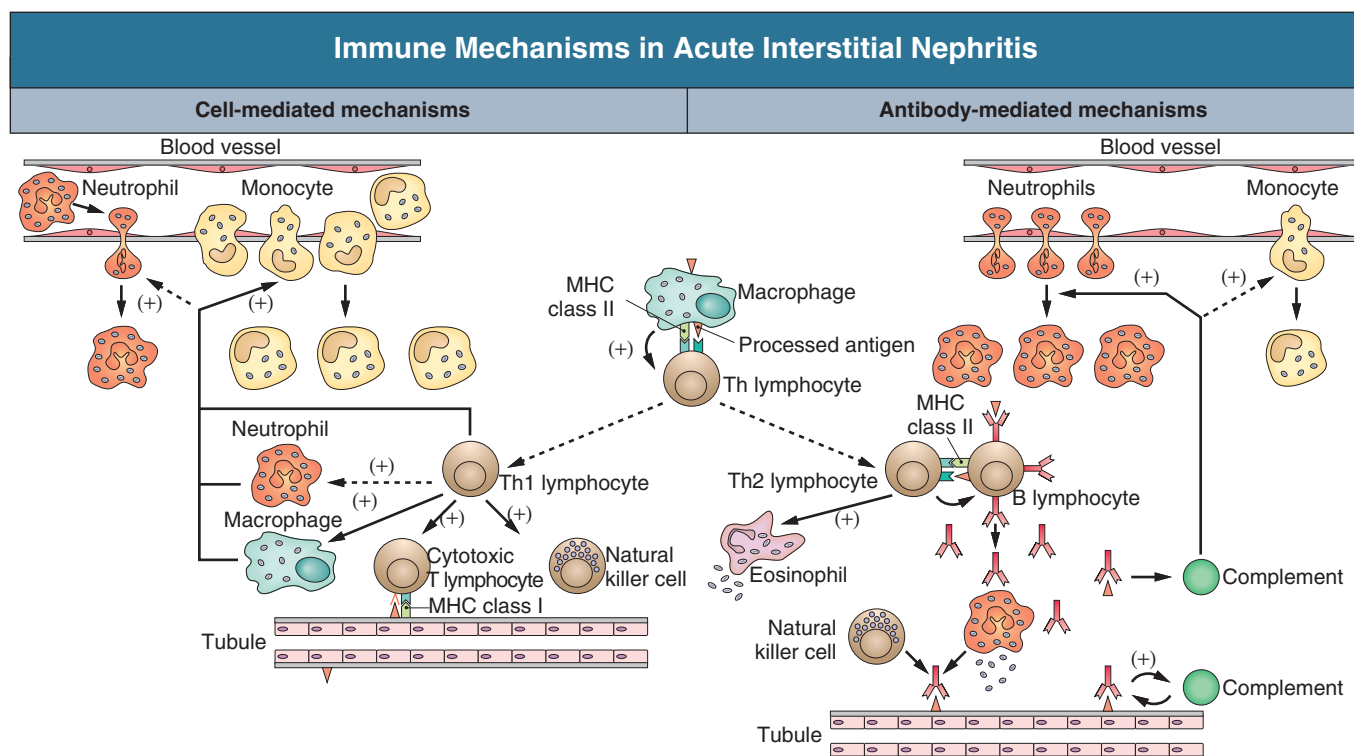 Immune Mechanisms in Acute Interstitial Nephritis
Cell-mediated mechanisms
Antibody-mediated mechanisms
Blood vessel
Neutrophil
Monocyte
(+)
(+)
Neutrophil
(+)
(+)
Th1 lymphocyte
Macrophage
(+)
(+)
Cytotoxic
T lymphocyte
Natural
killer cell
MHC class I
Tubule
MHC
class II
Macrophage
(+)
Processed antigen
Th lymphocyte
Blood vessel
Neutrophils
Monocyte
(+)
(+)
MHC
class II
Th2 lymphocyte
B lymphocyte
(+)
Eosinophil
Complement
Natural
killer cell
(+)
Complement
Tubule